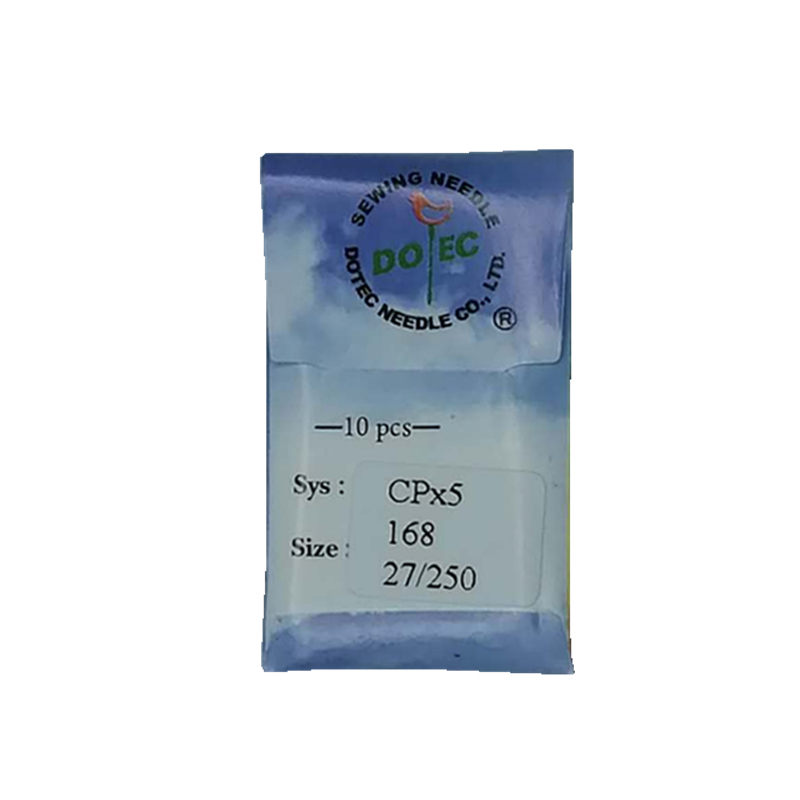 SEWING NEEDLE
DOTEC
DOTEC NEEDLE CO., LTD.
®
—10 pcs—
Sys : CPx5
168
Size : 27/250